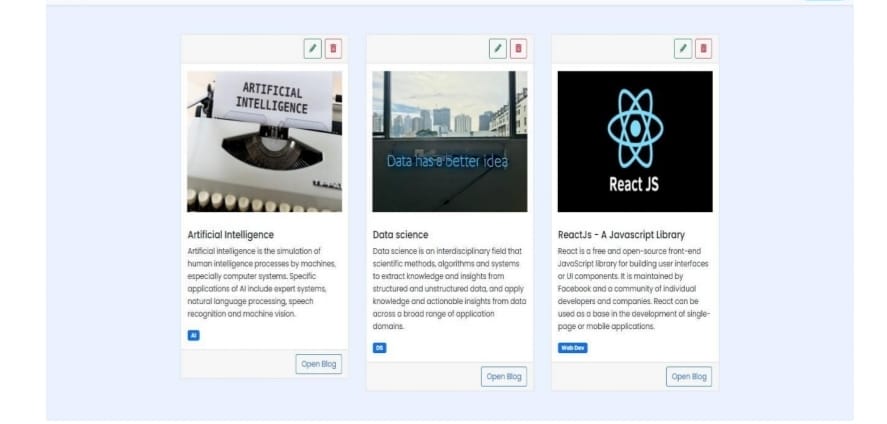 ARTIFICIAL
INTELLIGENCE
Artificial Intelligence
Artificial intelligence is the simulation of
human intelligence processes by machines,
especially computer systems. Specific
applications of AI include expert systems,
natural language processing, speech
recognition and machine vision.
AI
Open Blog
Data has a better idea
Data science
Data science is an interdisciplinary field that
scientific methods, algorithms and systems
to extract knowledge and insights from
structured and unstructured data, and apply
knowledge and actionable insights from data
across a broad range of application
domains.
DS
Open Blog
React JS
ReactJs - A Javascript Library
React is a free and open-source front-end
JavaScript library for building user interfaces
or UI components. It is maintained by
Facebook and a community of individual
developers and companies. React can be
used as a base in the development of single-
page or mobile applications.
Web Dev
Open Blog